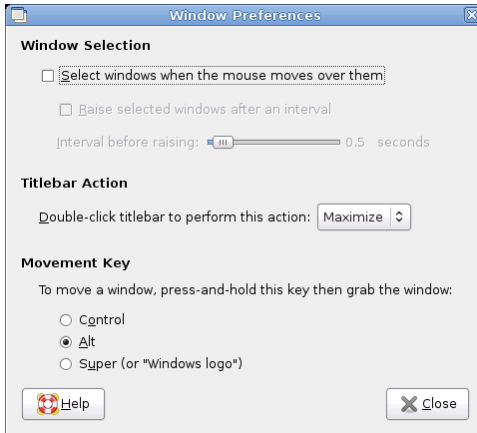 Window Preferences
Window Selection
Select windows when the mouse moves over them
Raise selected windows after an interval
Interval before raising: 0.5 seconds
Titlebar Action
Double-click titlebar to perform this action: Maximize
Movement Key
To move a window, press-and-hold this key then grab the window:
Control
Alt
Super (or "Windows logo")
Help Close